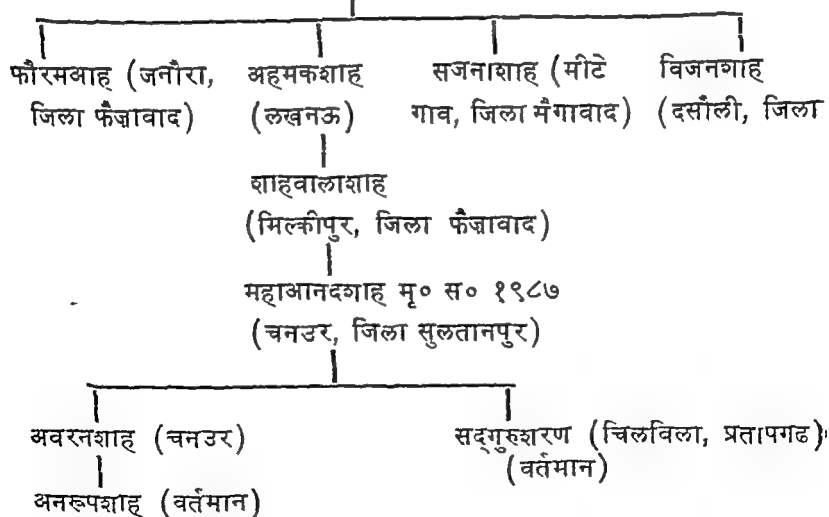 फौरमआह (जनौरा, अहमकशाह सजनाशाह (मीटे विजनशाह
जिला फैज़ावाद) (लखनऊ) गाव, जिला मैगावाद) (दसौली, जिला
शाहवालाशाह
(मिल्कीपुर, जिला फैज़ावाद)
महाआनदशाह मृ० स० १९८७
(चनउर, जिला सुलतानपुर)
अवरनशाह (चनउर) सद्गुरुशरण (चिलविला, प्रतापगढ)
अनरूपशाह (वर्तमान) (वर्तमान)